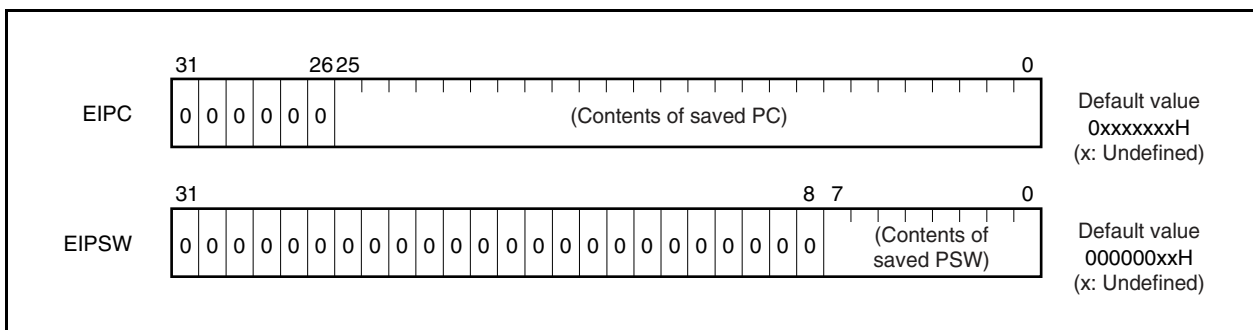 31 26 25 0
EIPC 0 0 0 0 0 0 (Contents of saved PC)
Default value
0xxxxxxxH
(x: Undefined)
31 8 7 0
EIPSW 0 0 0 0 0 0 0 0 0 0 0 0 0 0 0 0 0 0 0 0 0 0 0 0
(Contents of
saved PSW)
Default value
000000xxH
(x: Undefined)